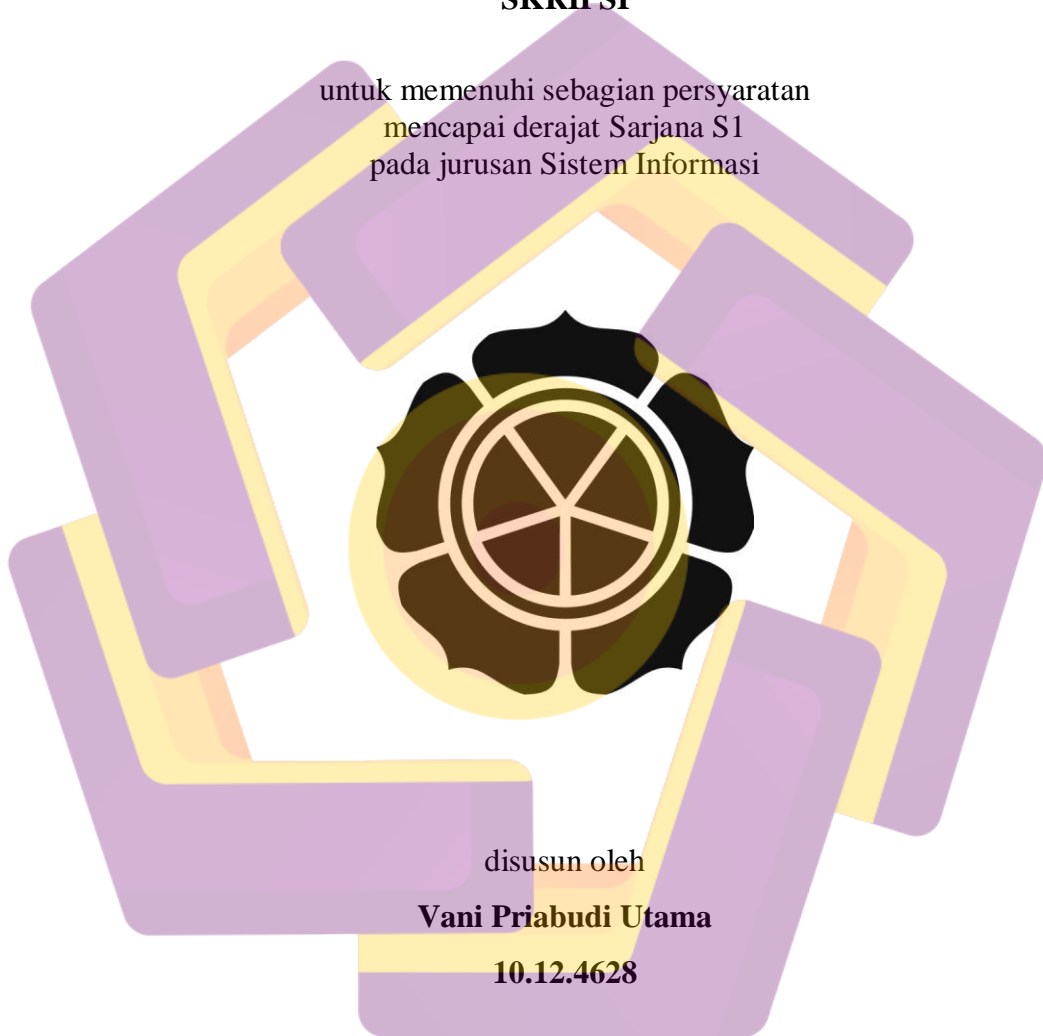 SKRIPSI
untuk memenuhi sebagian persyaratan
mencapai derajat Sarjana S1
pada jurusan Sistem Informasi
disusun oleh
Vani Priabudi Utama
10.12.4628